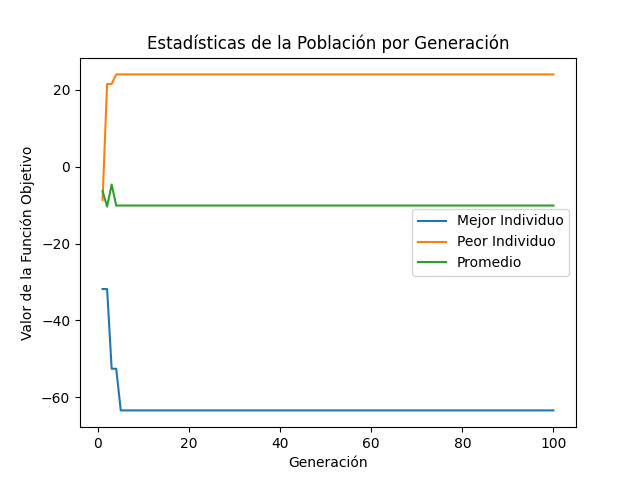 Estadísticas de la Población por Generación
Valor de la Función Objetivo
20
0
−20
−40
−60
Mejor Individuo
Peor Individuo
Promedio
0
20
40
60
80
100
Generación